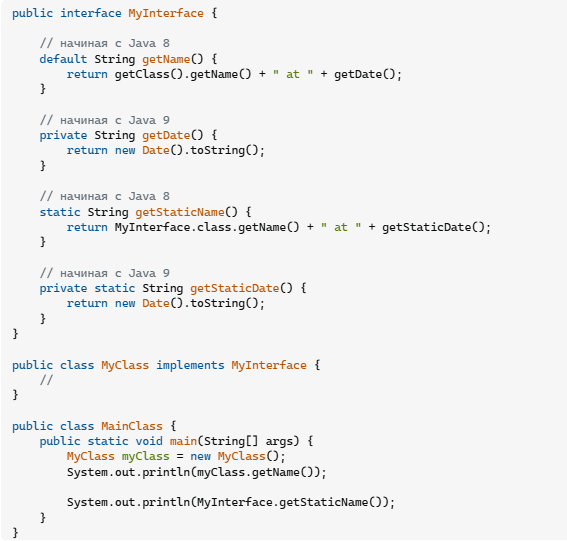 public interface MyInterface {
// начиная с Java 8
default String getName() {
return getClass().getName() + " at " + getDate();
}
// начиная с Java 9
private String getDate() {
return new Date().toString();
}
// начиная с Java 8
static String getStaticName() {
return MyInterface.class.getName() + " at " + getStaticDate();
}
// начиная с Java 9
private static String getStaticDate() {
return new Date().toString();
}
}
public class MyClass implements MyInterface {
//
}
public class MainClass {
public static void main(String[] args) {
MyClass myClass = new MyClass();
System.out.println(myClass.getName());
System.out.println(MyInterface.getStaticName());
}
}